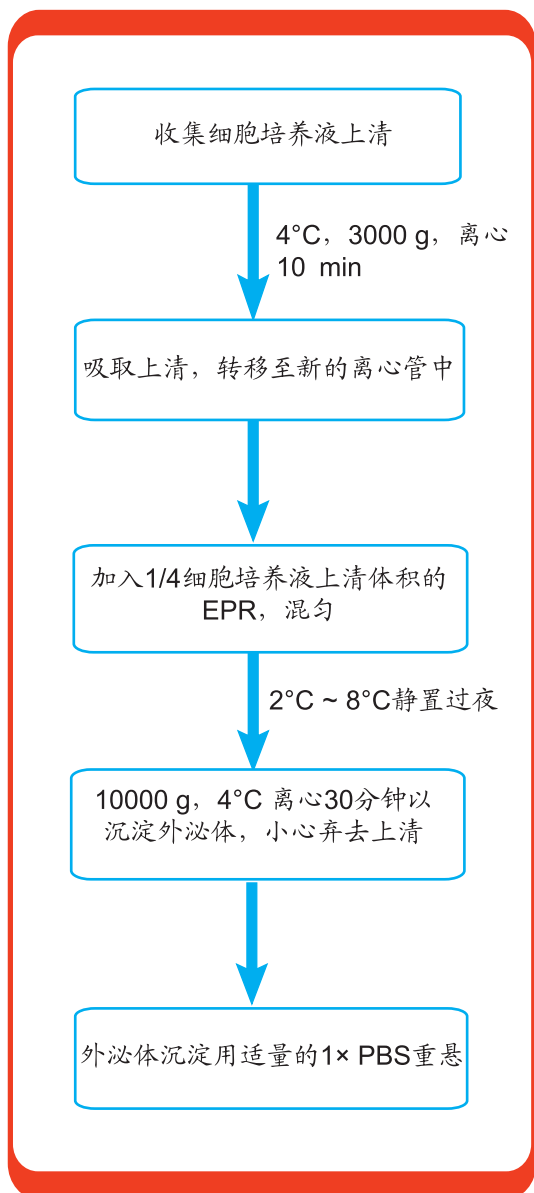 收集细胞培养液上清
4°C，3000 g，离心
10 min
吸取上清，转移至新的离心管中
加入1/4细胞培养液上清体积的
EPR，混匀
2°C ~ 8°C静置过夜
10000 g，4°C 离心30分钟以
沉淀外泌体，小心弃去上清
外泌体沉淀用适量的1× PBS重悬